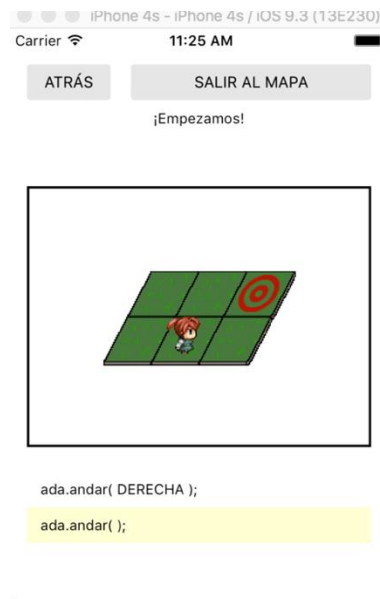 iPhone 4s - iPhone 4s / iOS 9.3 (13E230)
Carrier 11:25 AM
ATRÁS SALIR AL MAPA
¡Empezamos!
ada.andar( DERECHA );
ada.andar( );